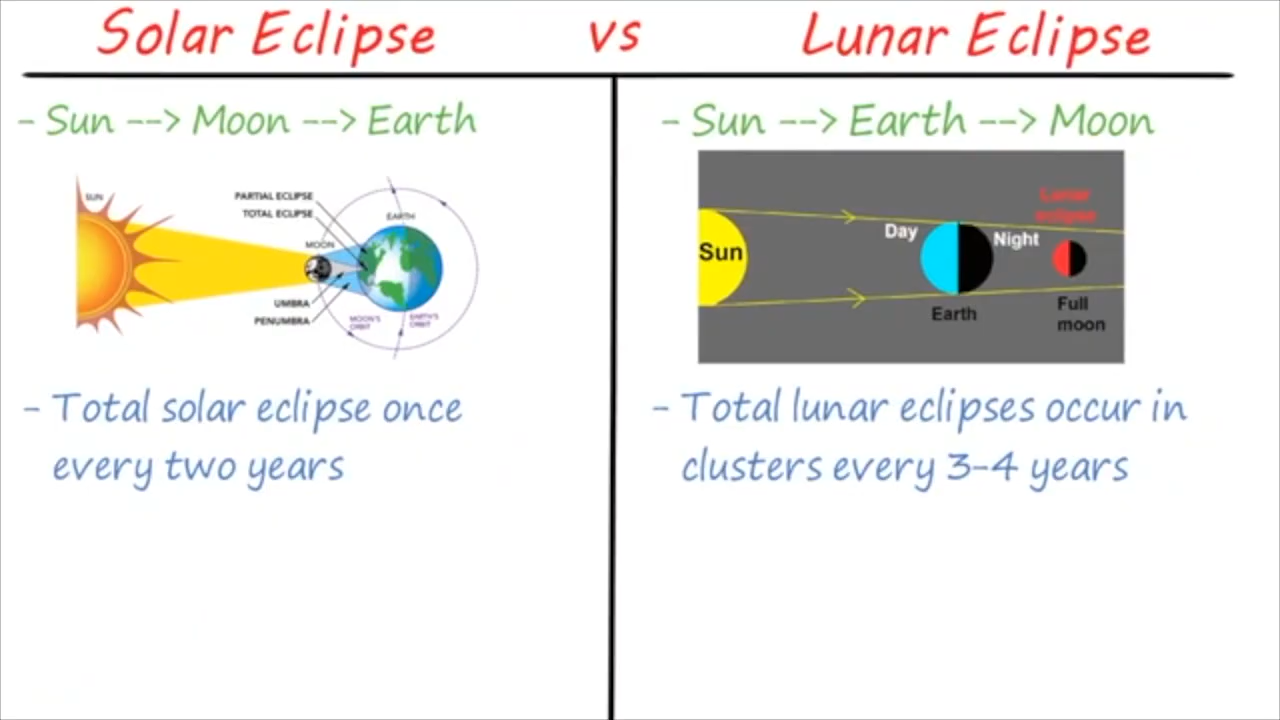 Solar Eclipse vs Lunar Eclipse
- Sun --> Moon --> Earth
SUN
PARTIAL ECLIPSE
TOTAL ECLIPSE
EARTH
MOON
UMBRA
PENUMBRA
MOON'S
ORBIT
EARTH'S
ORBIT
- Total solar eclipse once
every two years
- Sun --> Earth --> Moon
Lunar
eclipse
Day
Night
Sun
Earth
Full
moon
- Total lunar eclipses occur in
clusters every 3-4 years